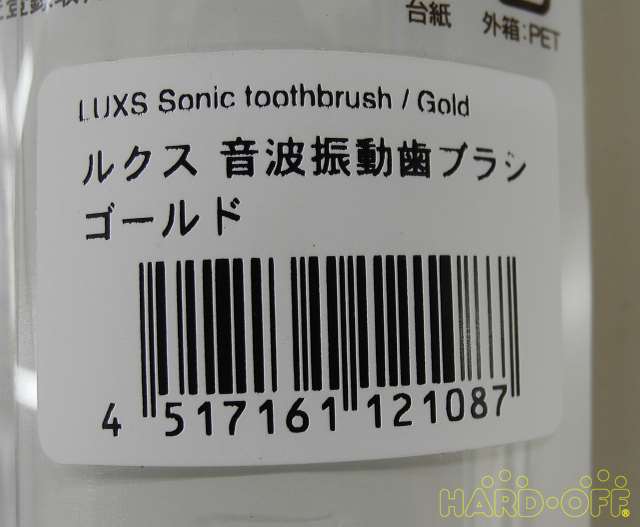 台紙
外箱:PET
LUXS Sonic toothbrush / Gold
ルクス 音波振動歯ブラシ
ゴールド
4 517161 121087
HARD·OFF®